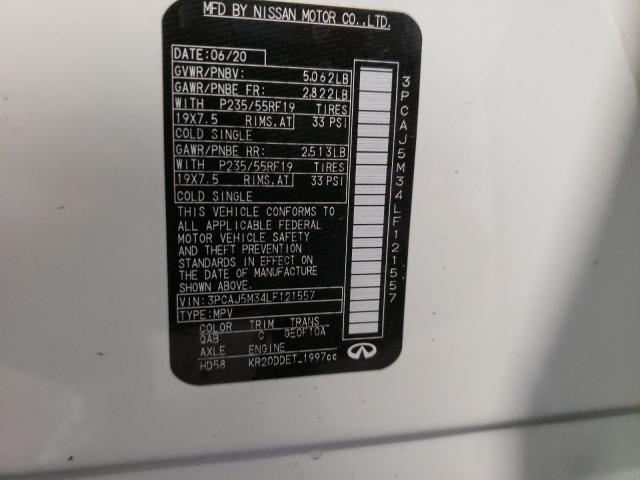 MFD BY NISSAN MOTOR CO.,LTD.
DATE: 06/20
GVWR/PNBV: 5,062LB
GAWR/PNBE FR: 2,822LB
WITH P235/55RF19 TIRES
19X7.5 RIMS,AT 33 PSI
COLD SINGLE
GAWR/PNBE RR: 2,513LB
WITH P235/55RF19 TIRES
19X7.5 RIMS,AT 33 PSI
COLD SINGLE
THIS VEHICLE CONFORMS TO
ALL APPLICABLE FEDERAL
MOTOR VEHICLE SAFETY
AND THEFT PREVENTION
STANDARDS IN EFFECT ON
THE DATE OF MANUFACTURE
SHOWN ABOVE.
VIN: 3PCAJ5M34LF121557
TYPE: MPV
COLOR TRIM TRANS
QAB G GE0F10A
AXLE ENGINE
HD58 KR20DDET_1997cc
3PCAJ5M34LF121557